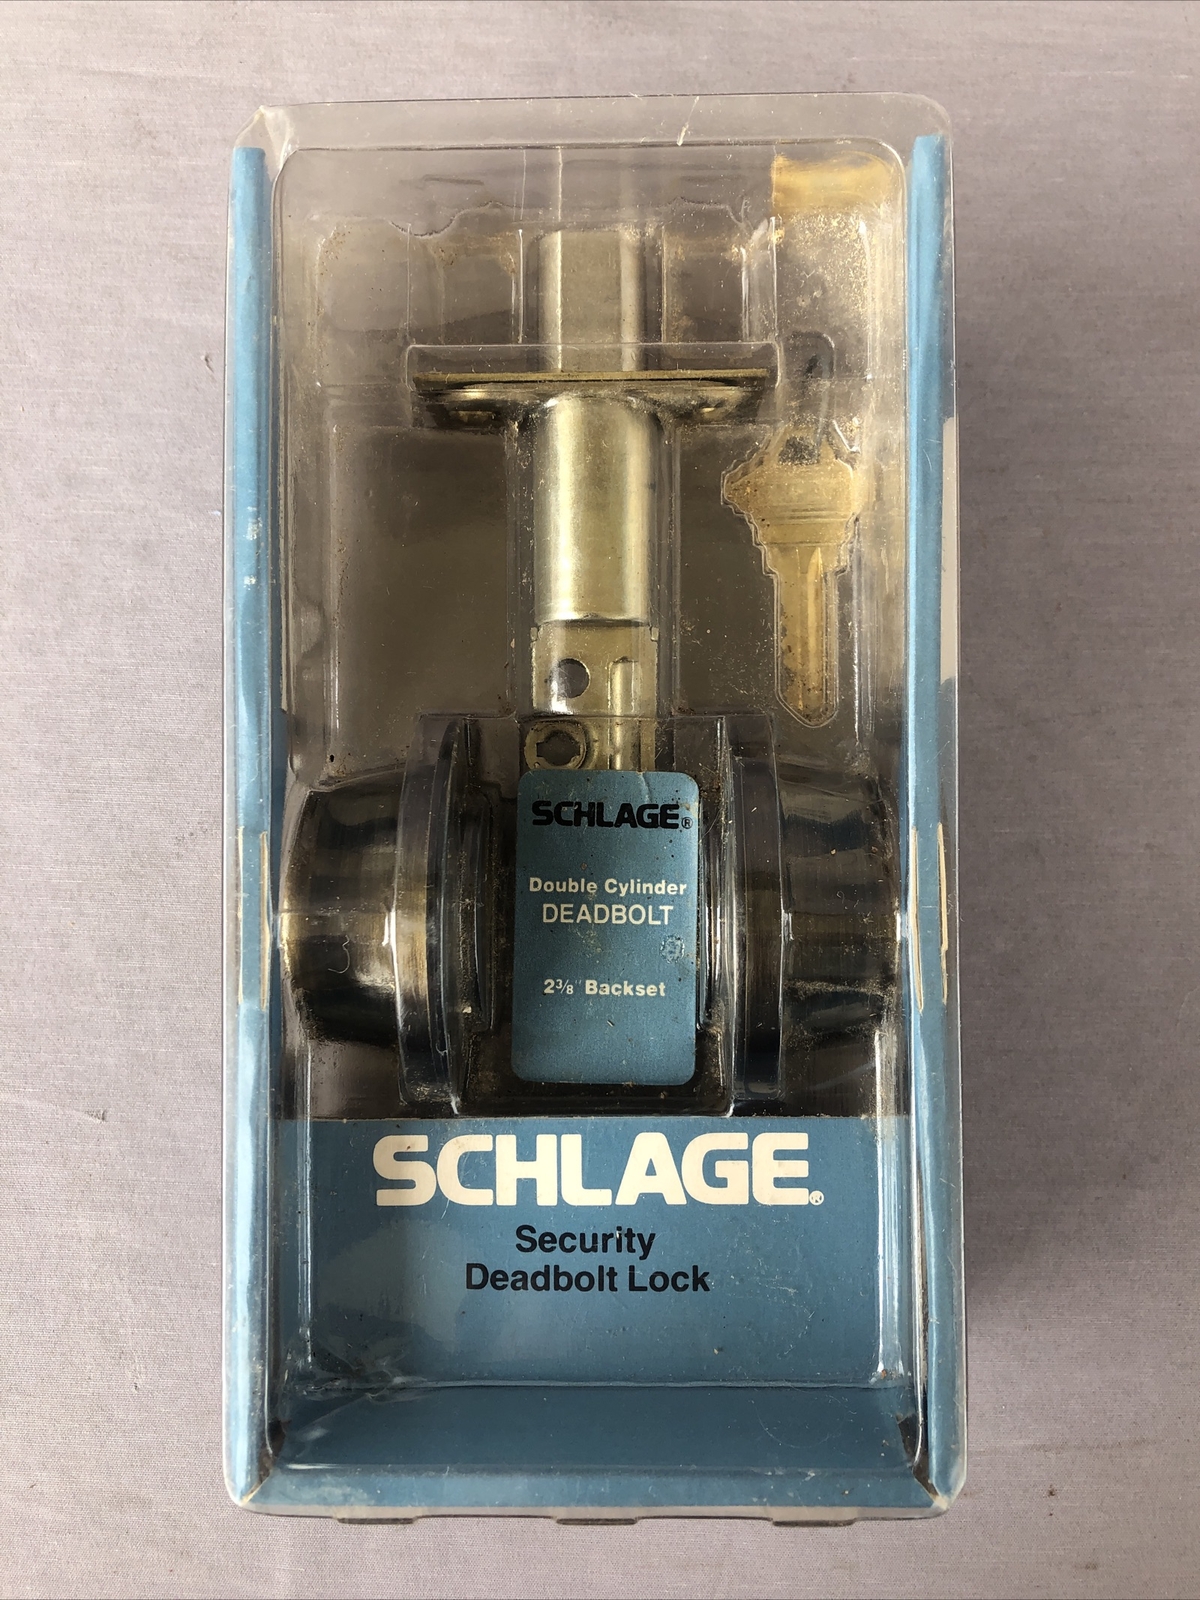 SCHLAGE®
Double Cylinder
DEADBOLT
2⅜" Backset
SCHLAGE®
Security
Deadbolt Lock